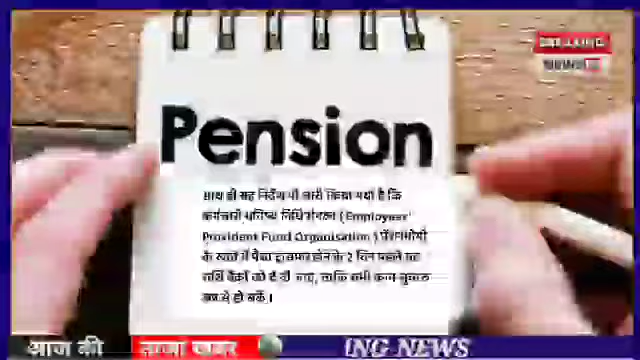 BREAKING
NEWS
Pension
साथ ही यह निर्देश भी जारी किया गया है कि
कर्मचारी भविष्य निधि संगठन ( Employees'
Provident Fund Organisation ) पेंशनभोगी
के खाते में पैसा ट्रांसफर होने के 2 दिन पहले यह
राशि बैंकों को दे दी जाए, ताकि सभी काम सुचारू
रूप से हो सकें ।
आज की ताजा खबर
ING NEWS